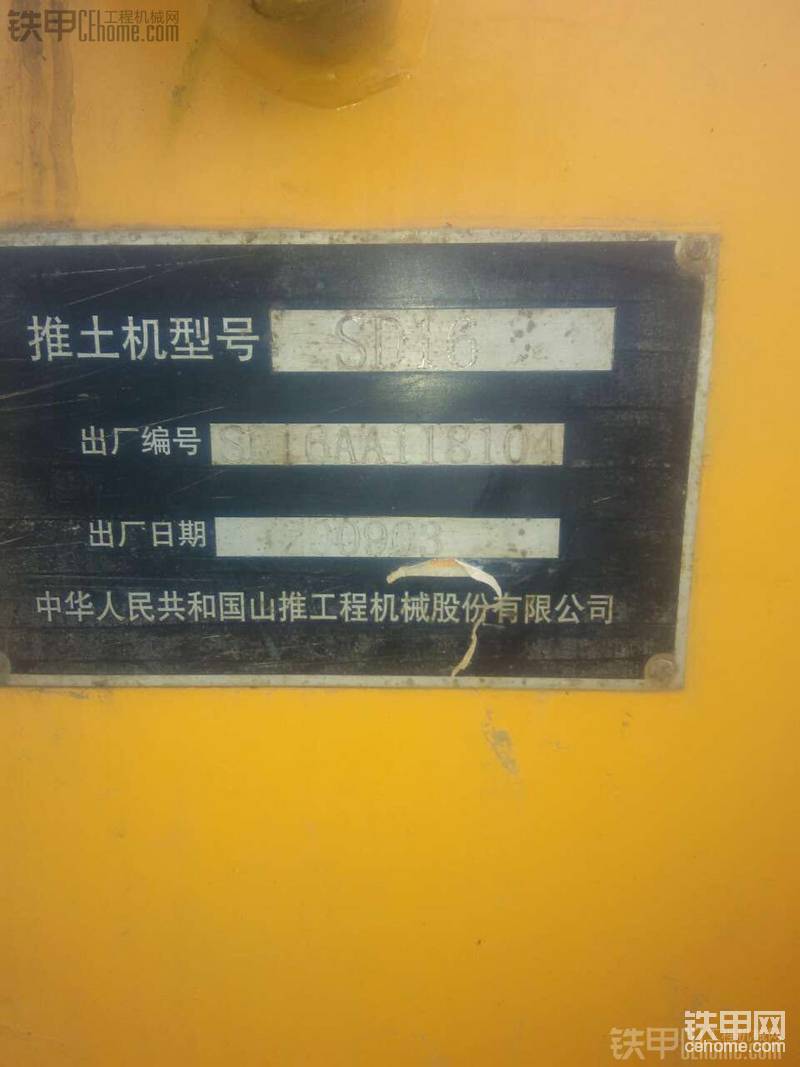 铁甲工程机械网
CEhome.com
推土机型号 SD16
出厂编号 SD16AA118104
出厂日期 200903
中华人民共和国山推工程机械股份有限公司
铁甲网
cehome.com